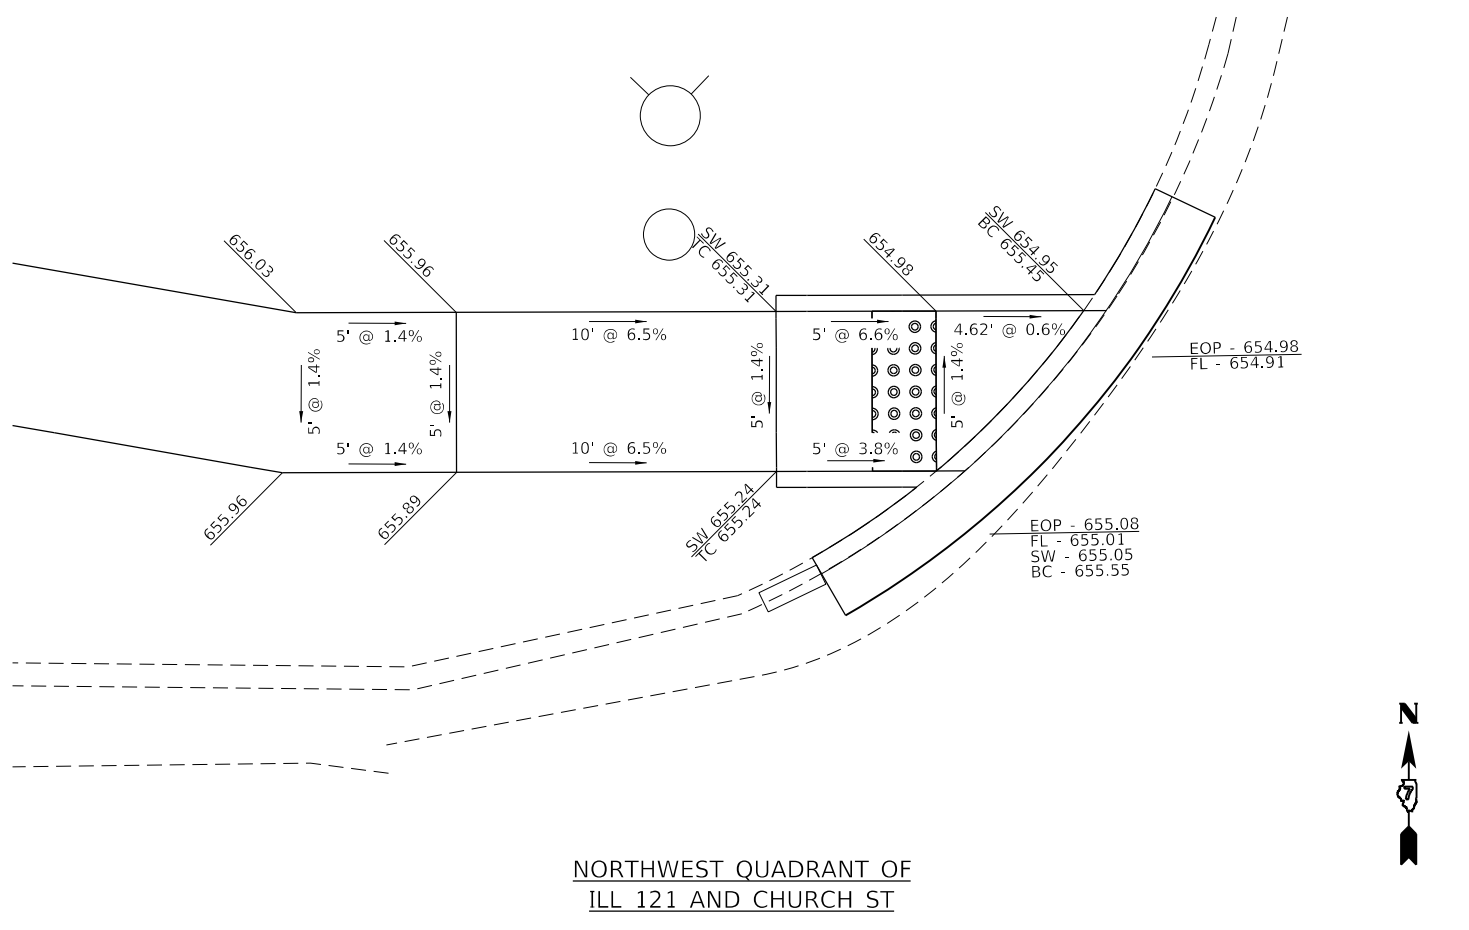 656.03
655.96
SW 655.31
TC 655.31
654.98
SW 654.95
BC 655.45
5' @ 1.4%
10' @ 6.5%
5' @ 6.6%
4.62' @ 0.6%
5' @ 1.4%
5' @ 1.4%
5' @ 1.4%
5' @ 1.4%
EOP - 654.98
FL - 654.91
5' @ 1.4%
10' @ 6.5%
5' @ 3.8%
655.96
655.89
SW 655.24
TC 655.24
EOP - 655.08
FL - 655.01
SW - 655.05
BC - 655.55
N
7
NORTHWEST QUADRANT OF
ILL 121 AND CHURCH ST